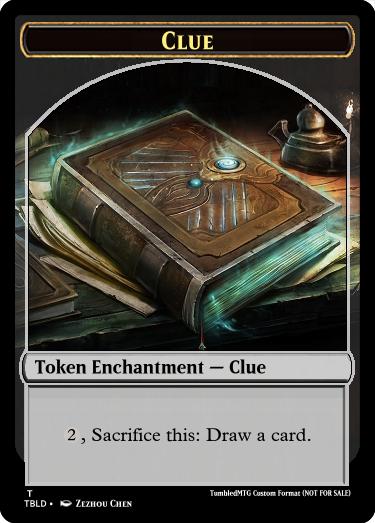 Clue
Token Enchantment — Clue
2, Sacrifice this: Draw a card.
T
TumbledMTG Custom Format (NOT FOR SALE)
TBLD • Zezhou Chen